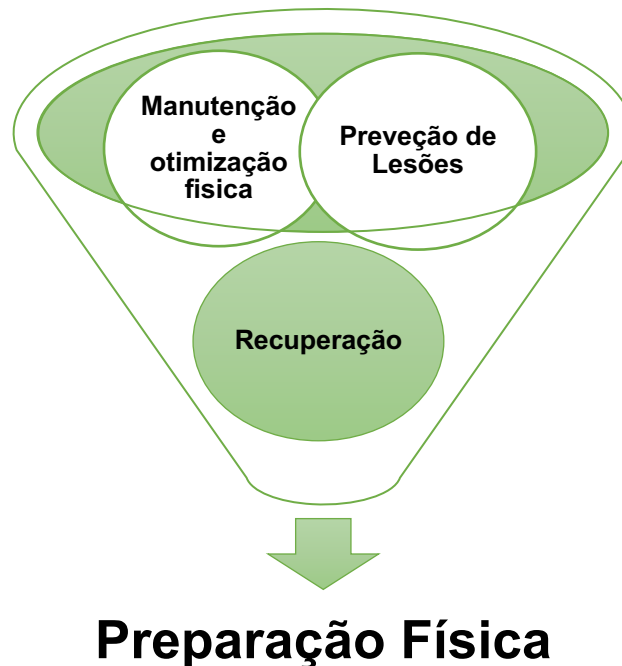 Manutenção
e
otimização
fisica
Preveção de
Lesões
Recuperação
Preparação Física